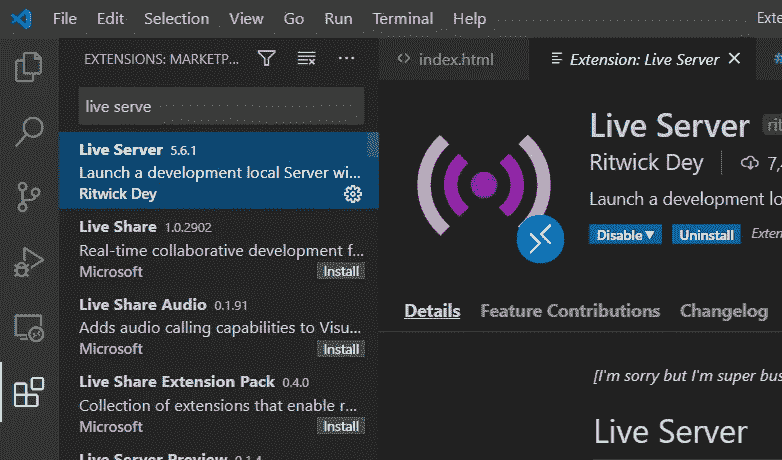 File Edit Selection View Go Run Terminal Help
EXTENSIONS: MARKETP...
index.html
Extension: Live Server
live serve
Live Server 5.6.1
Launch a development local Server wi...
Ritwick Dey
Live Share 1.0.2902
Real-time collaborative development f...
Microsoft
Install
Live Share Audio 0.1.91
Adds audio calling capabilities to Visu...
Microsoft
Install
Live Share Extension Pack 0.4.0
Collection of extensions that enable r...
Microsoft
Install
Live Server Preview 0.1.4
Live Server
Ritwick Dey
Launch a development lo
Disable
Uninstall
Exten
Details Feature Contributions Changelog
[I'm sorry but I'm super bus
Live Server